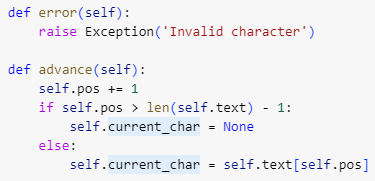 def error(self):
    raise Exception('Invalid character')

def advance(self):
    self.pos += 1
    if self.pos > len(self.text) - 1:
        self.current_char = None
    else:
        self.current_char = self.text[self.pos]